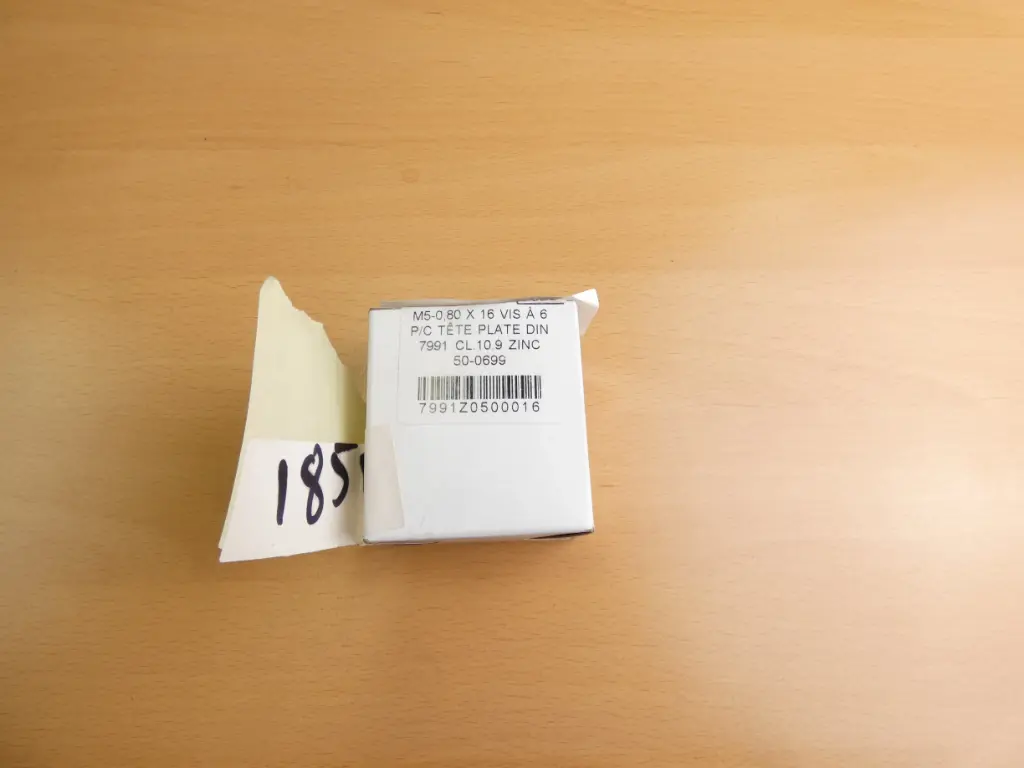 M5-0,80 X 16 VIS À 6
P/C TÊTE PLATE DIN
7991 CL.10.9 ZINC
50-0699
7991Z0500016
185